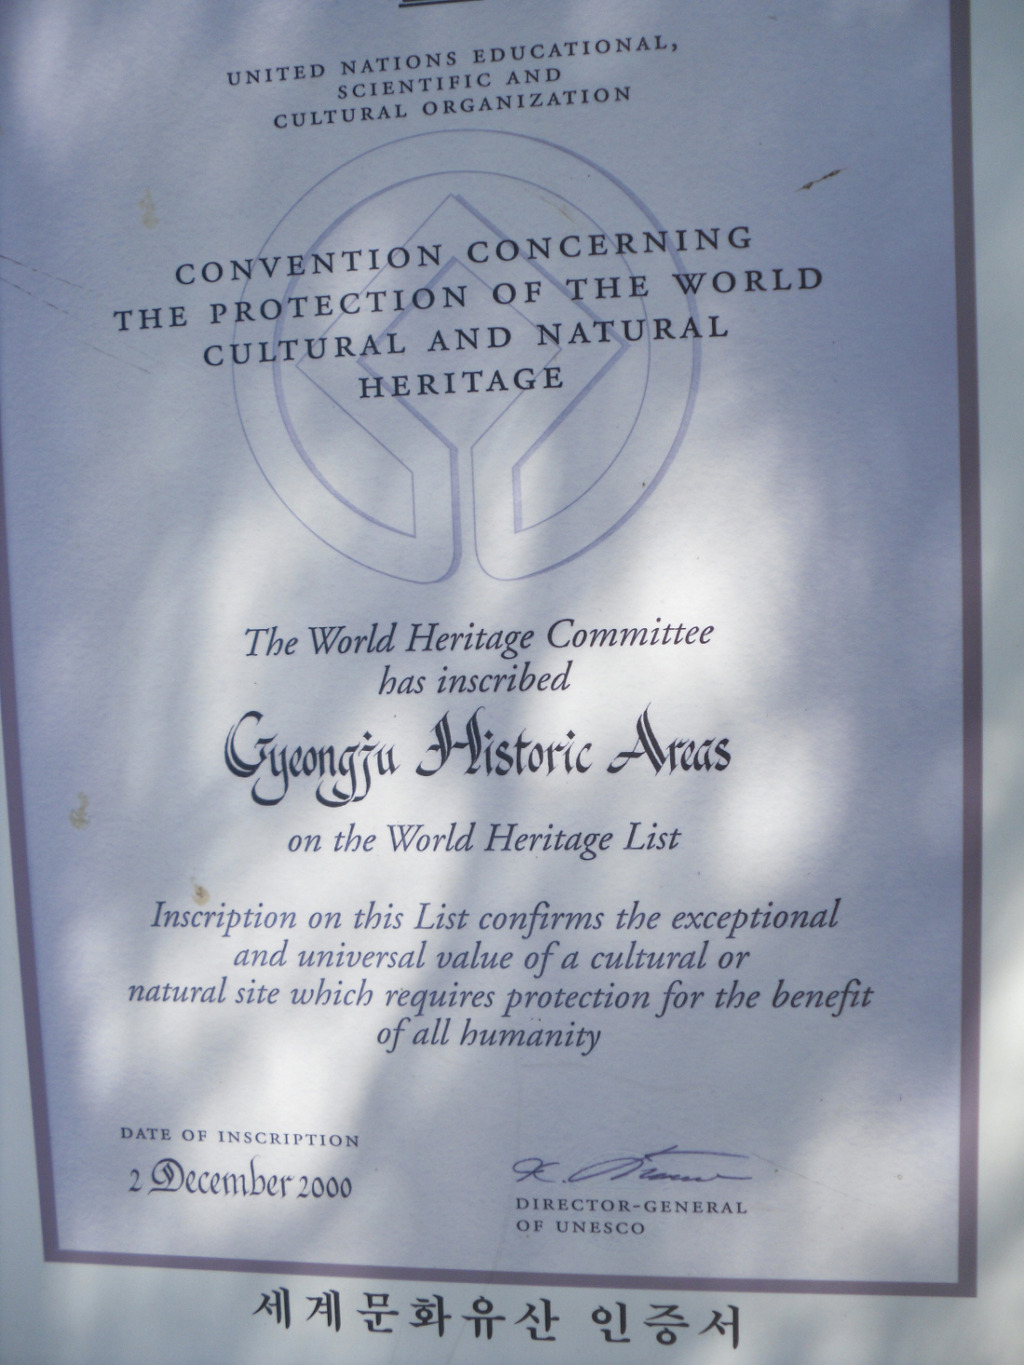 UNITED NATIONS EDUCATIONAL,
SCIENTIFIC AND
CULTURAL ORGANIZATION
CONVENTION CONCERNING
THE PROTECTION OF THE WORLD
CULTURAL AND NATURAL
HERITAGE
The World Heritage Committee
has inscribed
Gyeongju Historic Areas
on the World Heritage List
Inscription on this List confirms the exceptional
and universal value of a cultural or
natural site which requires protection for the benefit
of all humanity
DATE OF INSCRIPTION
2 December 2000
DIRECTOR-GENERAL
OF UNESCO
세계문화유산 인증서